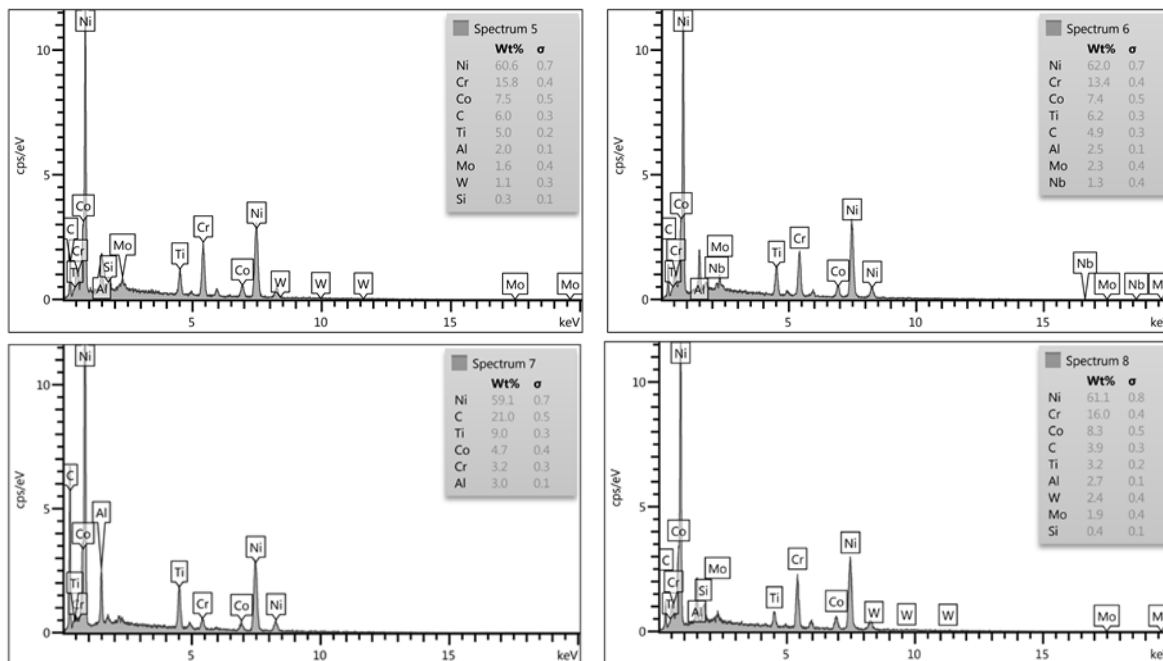 Spectrum 5
Wt% σ
Ni 60.6 0.7
Cr 15.8 0.4
Co 7.5 0.5
C 6.0 0.3
Ti 5.0 0.2
Al 2.0 0.1
Mo 1.6 0.4
W 1.1 0.3
Si 0.3 0.1
cps/eV
10
5
0
Ni
Co
C
Cr
Ti
Al
Si
Mo
Ti
Cr
Co
Ni
W
W
W
Mo
Mo
5 10 15 keV
Spectrum 6
Wt% σ
Ni 62.0 0.7
Cr 13.4 0.4
Co 7.4 0.5
Ti 6.2 0.3
C 4.9 0.3
Al 2.5 0.1
Mo 2.3 0.4
Nb 1.3 0.4
cps/eV
10
5
0
Ni
Co
C
Cr
Al
Mo
Nb
Ti
Cr
Co
Ni
Ni
Nb
Mo
Nb
5 10 15 keV
Spectrum 7
Wt% σ
Ni 59.1 0.7
C 21.0 0.5
Ti 9.0 0.3
Co 4.7 0.4
Cr 3.2 0.3
Al 3.0 0.1
cps/eV
10
5
0
Ni
C
Al
Co
Ti
Cr
Ti
Cr
Co
Ni
Ni
5 10 15 keV
Spectrum 8
Wt% σ
Ni 61.1 0.8
Cr 16.0 0.4
Co 8.3 0.5
C 3.9 0.3
Ti 3.2 0.2
Al 2.7 0.1
W 2.4 0.4
Mo 1.9 0.4
Si 0.4 0.1
cps/eV
10
5
0
Ni
Co
C
Cr
Al
Si
Mo
Ti
Cr
Co
Ni
W
W
W
Mo
5 10 15 keV